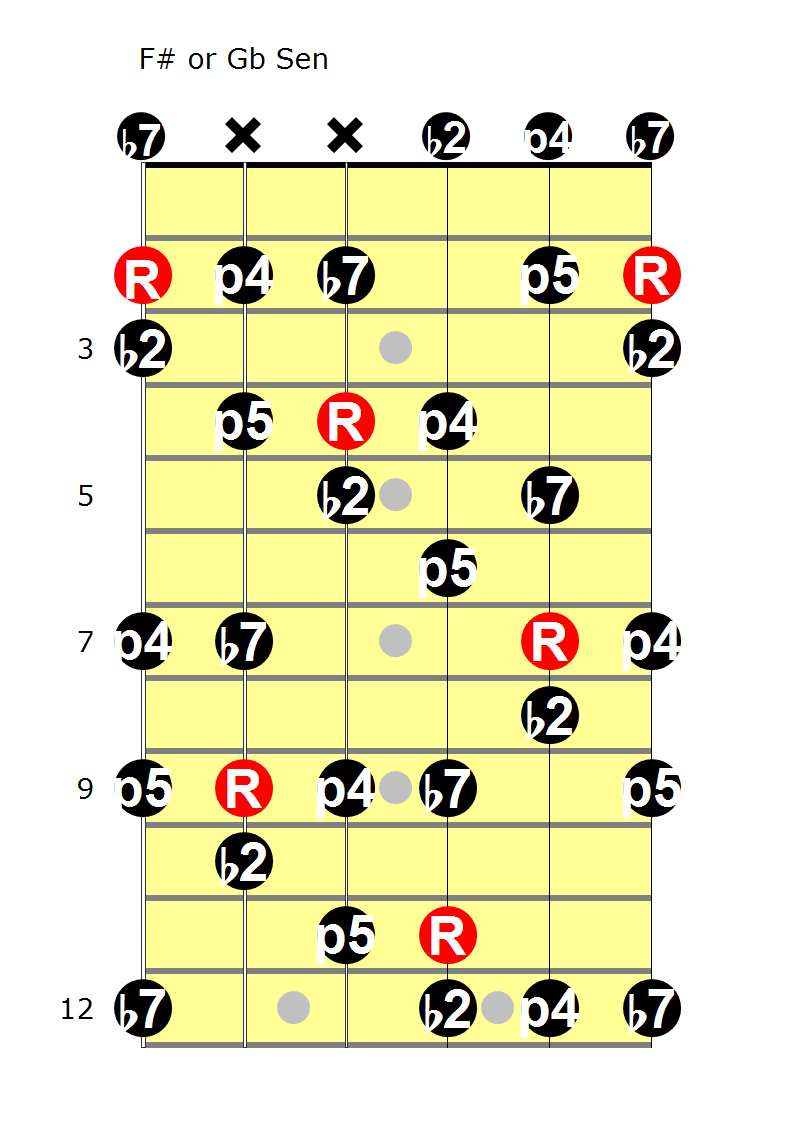 F# or Gb Sen
♭7 × × ♭2 p4 ♭7
R p4 ♭7 p5 R
3 ♭2 ♭2
p5 R p4
5 ♭2 ♭7
p5
7 p4 ♭7 R p4
♭2
9 p5 R p4 ♭7 p5
♭2
p5 R
12 ♭7 ♭2 p4 ♭7